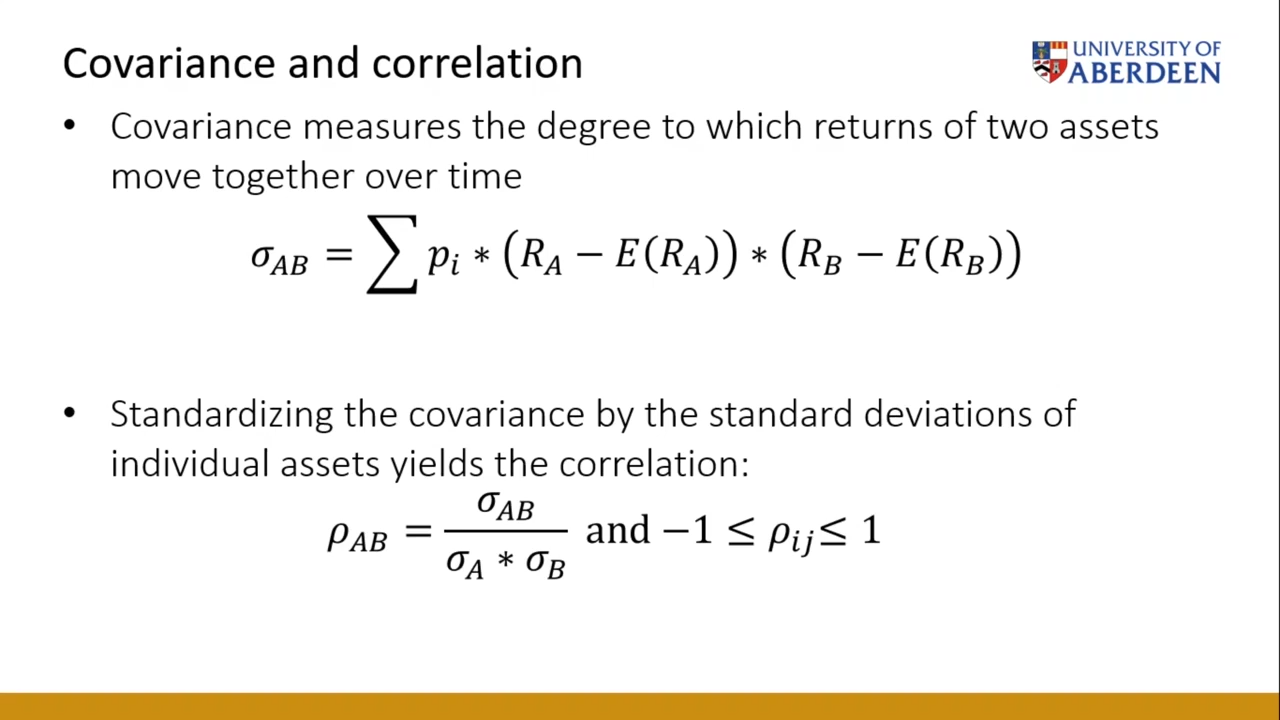 Covariance and correlation
UNIVERSITY OF
ABERDEEN
• Covariance measures the degree to which returns of two assets
move together over time
σ_AB = ∑ p_i * (R_A − E(R_A)) * (R_B − E(R_B))
• Standardizing the covariance by the standard deviations of
individual assets yields the correlation:
ρ_AB = σ_AB / (σ_A * σ_B) and −1 ≤ ρ_ij ≤ 1